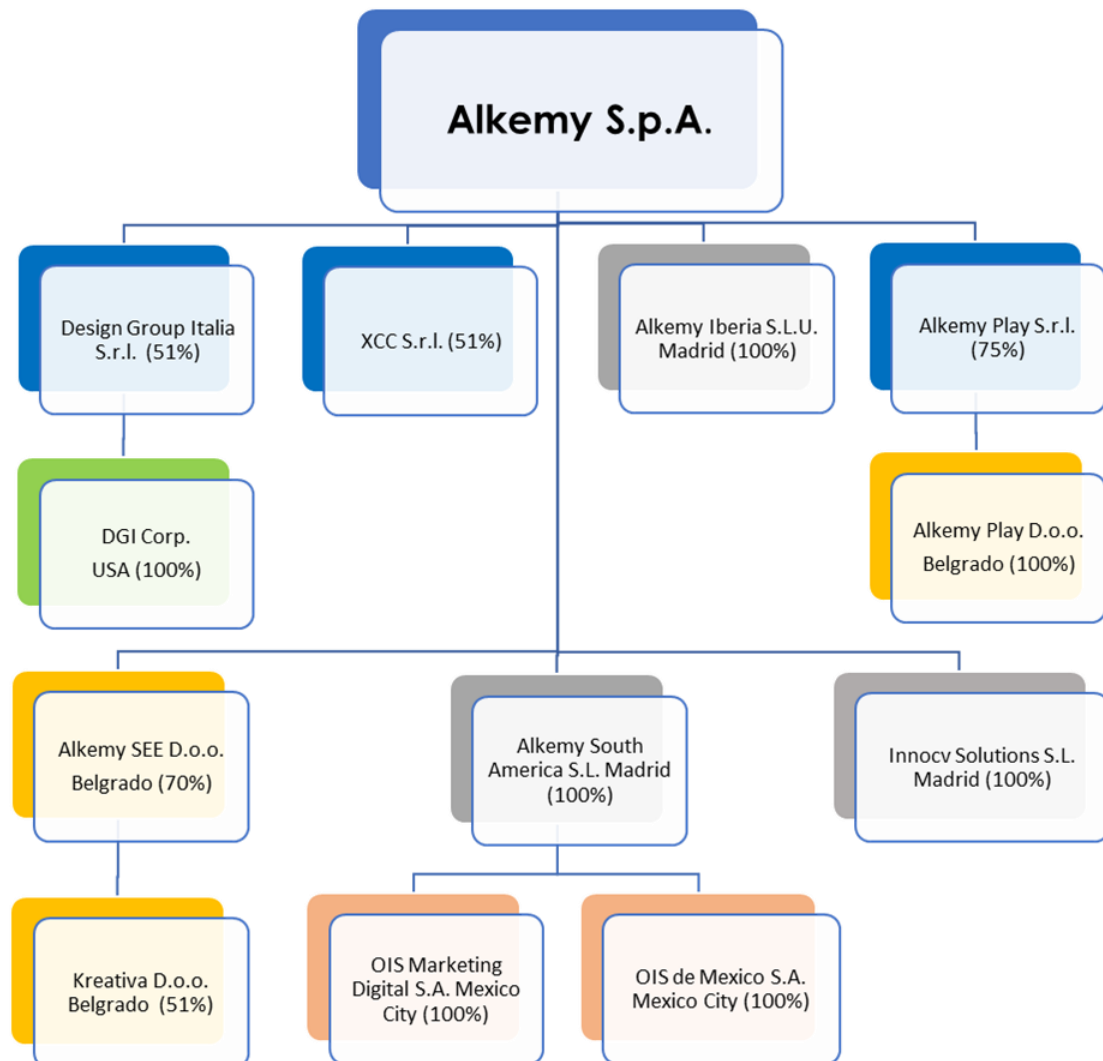 Alkemy S.p.A.
Design Group Italia
S.r.l. (51%)
XCC S.r.l. (51%)
Alkemy Iberia S.L.U.
Madrid (100%)
Alkemy Play S.r.l.
(75%)
DGI Corp.
USA (100%)
Alkemy Play D.o.o.
Belgrado (100%)
Alkemy SEE D.o.o.
Belgrado (70%)
Alkemy South
America S.L. Madrid
(100%)
Innocv Solutions S.L.
Madrid (100%)
Kreativa D.o.o.
Belgrado (51%)
OIS Marketing
Digital S.A. Mexico
City (100%)
OIS de Mexico S.A.
Mexico City (100%)